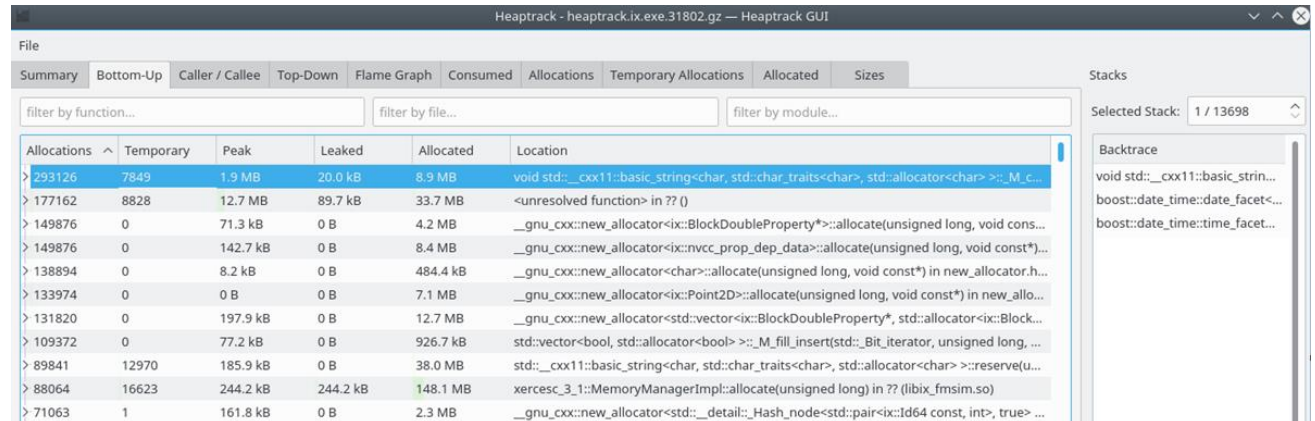 Heaptrack - heaptrack.ix.exe.31802.gz — Heaptrack GUI
File
Summary Bottom-Up Caller / Callee Top-Down Flame Graph Consumed Allocations Temporary Allocations Allocated Sizes Stacks
filter by function... filter by file... filter by module... Selected Stack: 1 / 13698
Allocations Temporary Peak Leaked Allocated Location Backtrace
293126 7849 1.9 MB 20.0 kB 8.9 MB void std::__cxx11::basic_string<char, std::char_traits<char>, std::allocator<char> >::_M_c... void std::__cxx11::basic_strin...
177162 8828 12.7 MB 89.7 kB 33.7 MB <unresolved function> in ?? () boost::date_time::date_facet<...
149876 0 71.3 kB 0 B 4.2 MB __gnu_cxx::new_allocator<ix::BlockDoubleProperty*>::allocate(unsigned long, void cons... boost::date_time::time_facet...
149876 0 142.7 kB 0 B 8.4 MB __gnu_cxx::new_allocator<ix::nvcc_prop_dep_data>::allocate(unsigned long, void const*)...
138894 0 8.2 kB 0 B 484.4 kB __gnu_cxx::new_allocator<char>::allocate(unsigned long, void const*) in new_allocator.h...
133974 0 0 B 0 B 7.1 MB __gnu_cxx::new_allocator<ix::Point2D>::allocate(unsigned long, void const*) in new_allo...
131820 0 197.9 kB 0 B 12.7 MB __gnu_cxx::new_allocator<std::vector<ix::BlockDoubleProperty*, std::allocator<ix::Block...
109372 0 77.2 kB 0 B 926.7 kB std::vector<bool, std::allocator<bool> >::_M_fill_insert(std::_Bit_iterator, unsigned long, ...
89841 12970 185.9 kB 0 B 38.0 MB std::__cxx11::basic_string<char, std::char_traits<char>, std::allocator<char> >::reserve(u...
88064 16623 244.2 kB 244.2 kB 148.1 MB xercesc_3_1::MemoryManagerImpl::allocate(unsigned long) in ?? (libix_fmsim.so)
71063 1 161.8 kB 0 B 2.3 MB __gnu_cxx::new_allocator<std::__detail::_Hash_node<std::pair<ix::Id64 const, int>, true> ...